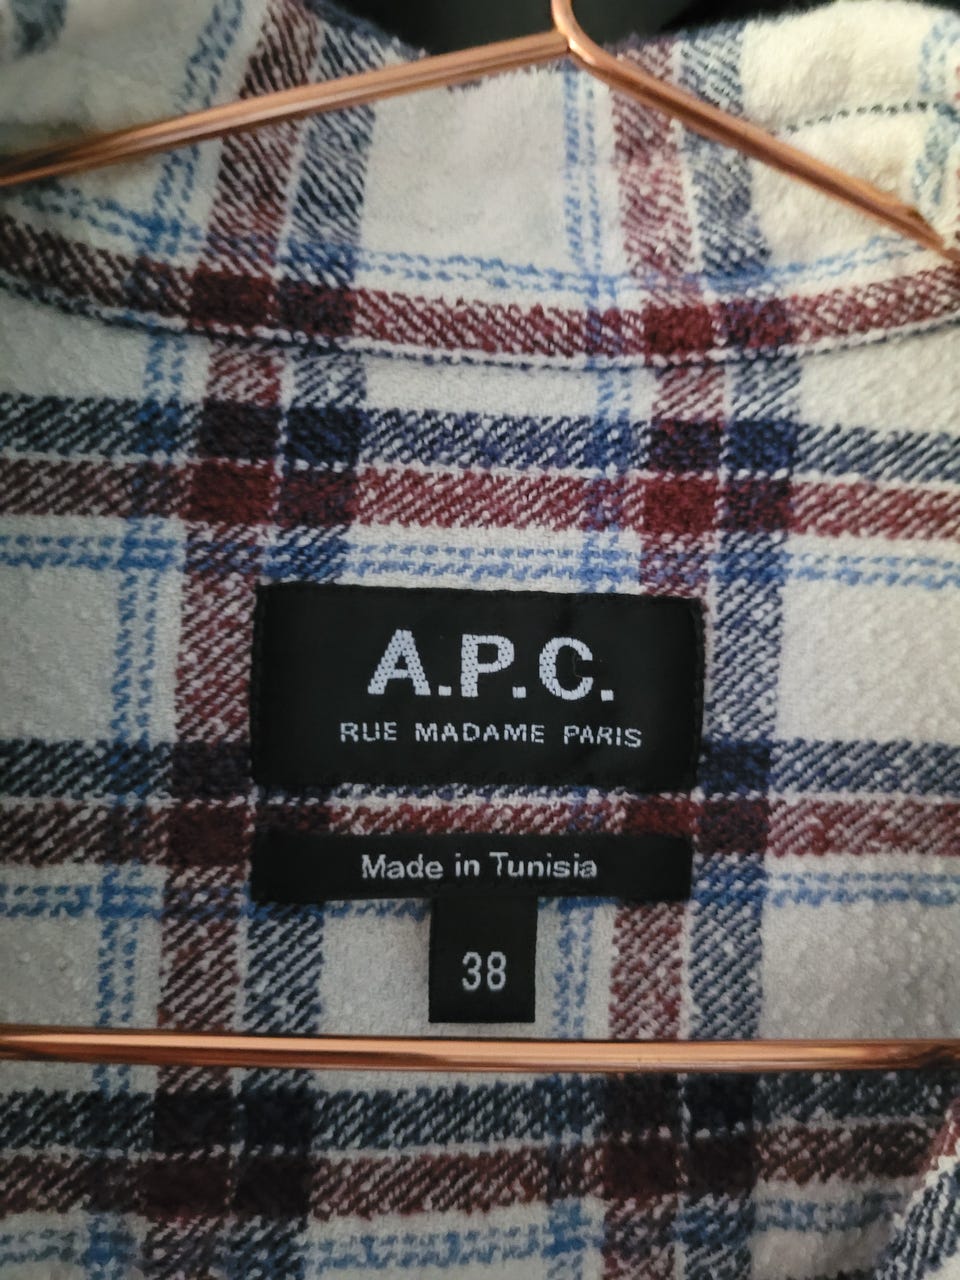 A.P.C.
RUE MADAME PARIS
Made in Tunisia
38